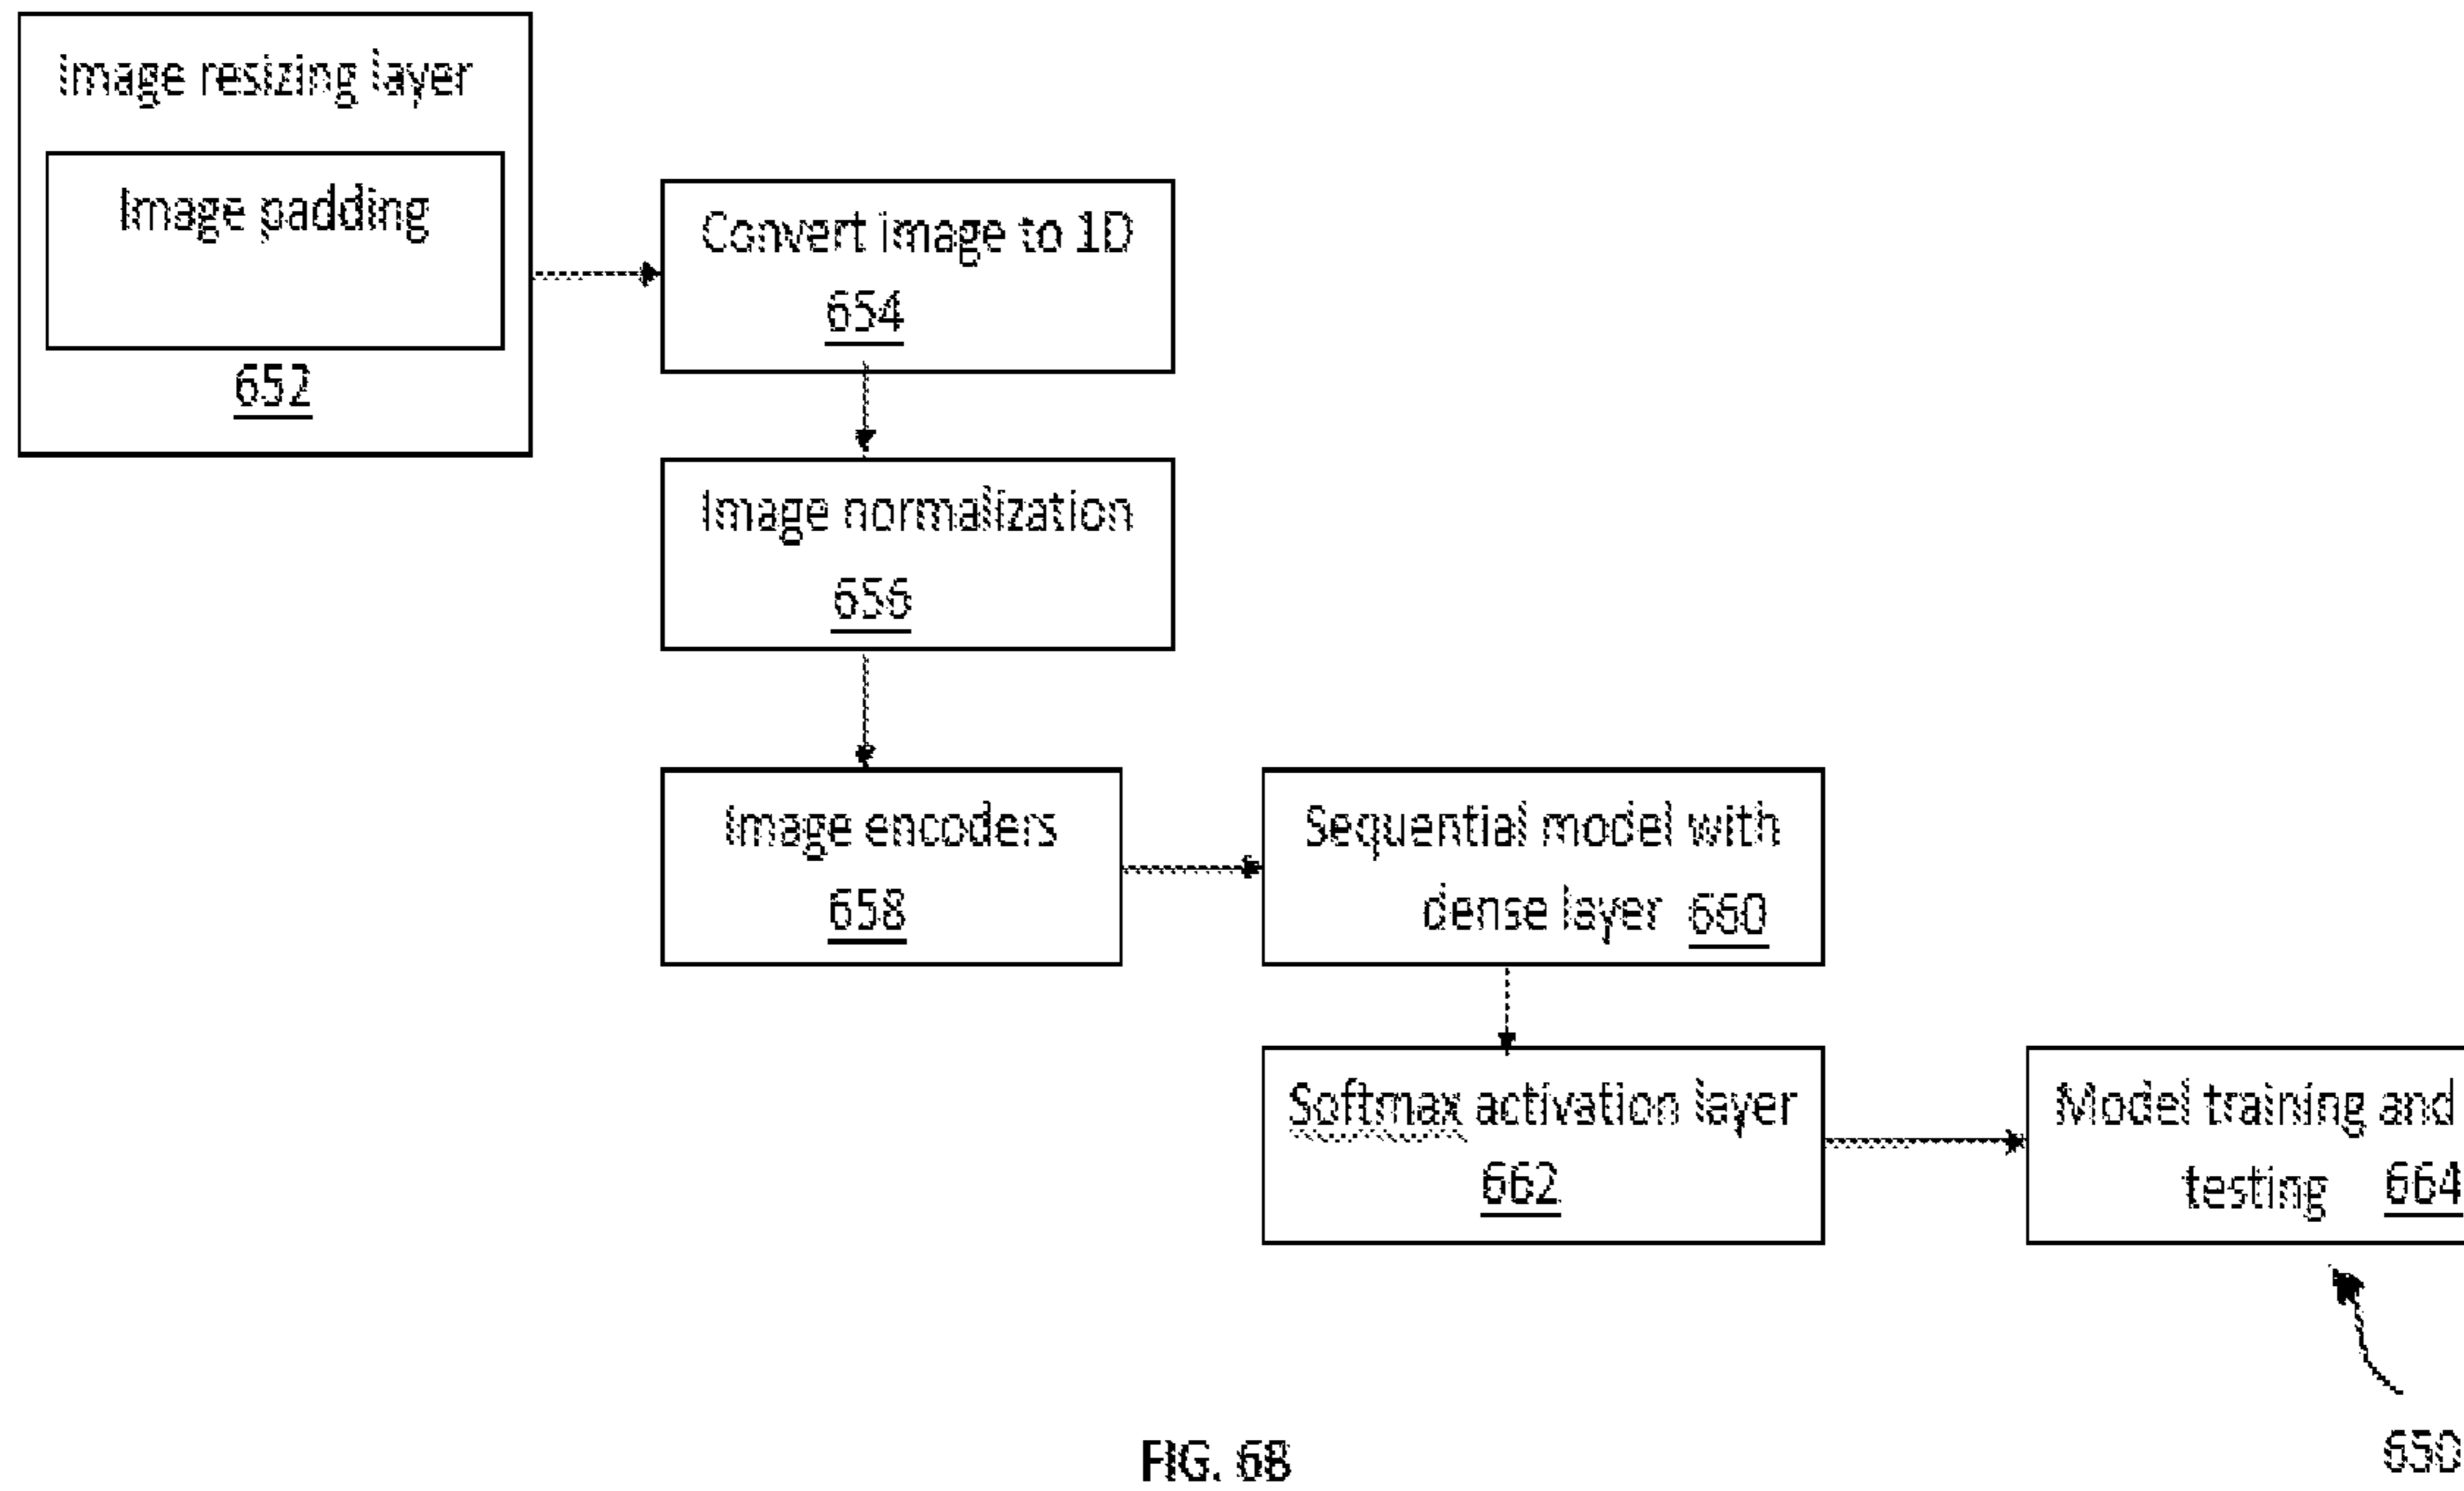 Image resizing layer
Image padding
652
Convert image to 1D
654
Image normalization
656
Image encoders
658
Sequential model with
dense layer 660
Softmax activation layer
662
Model training and
testing 664
650
FIG. 6B